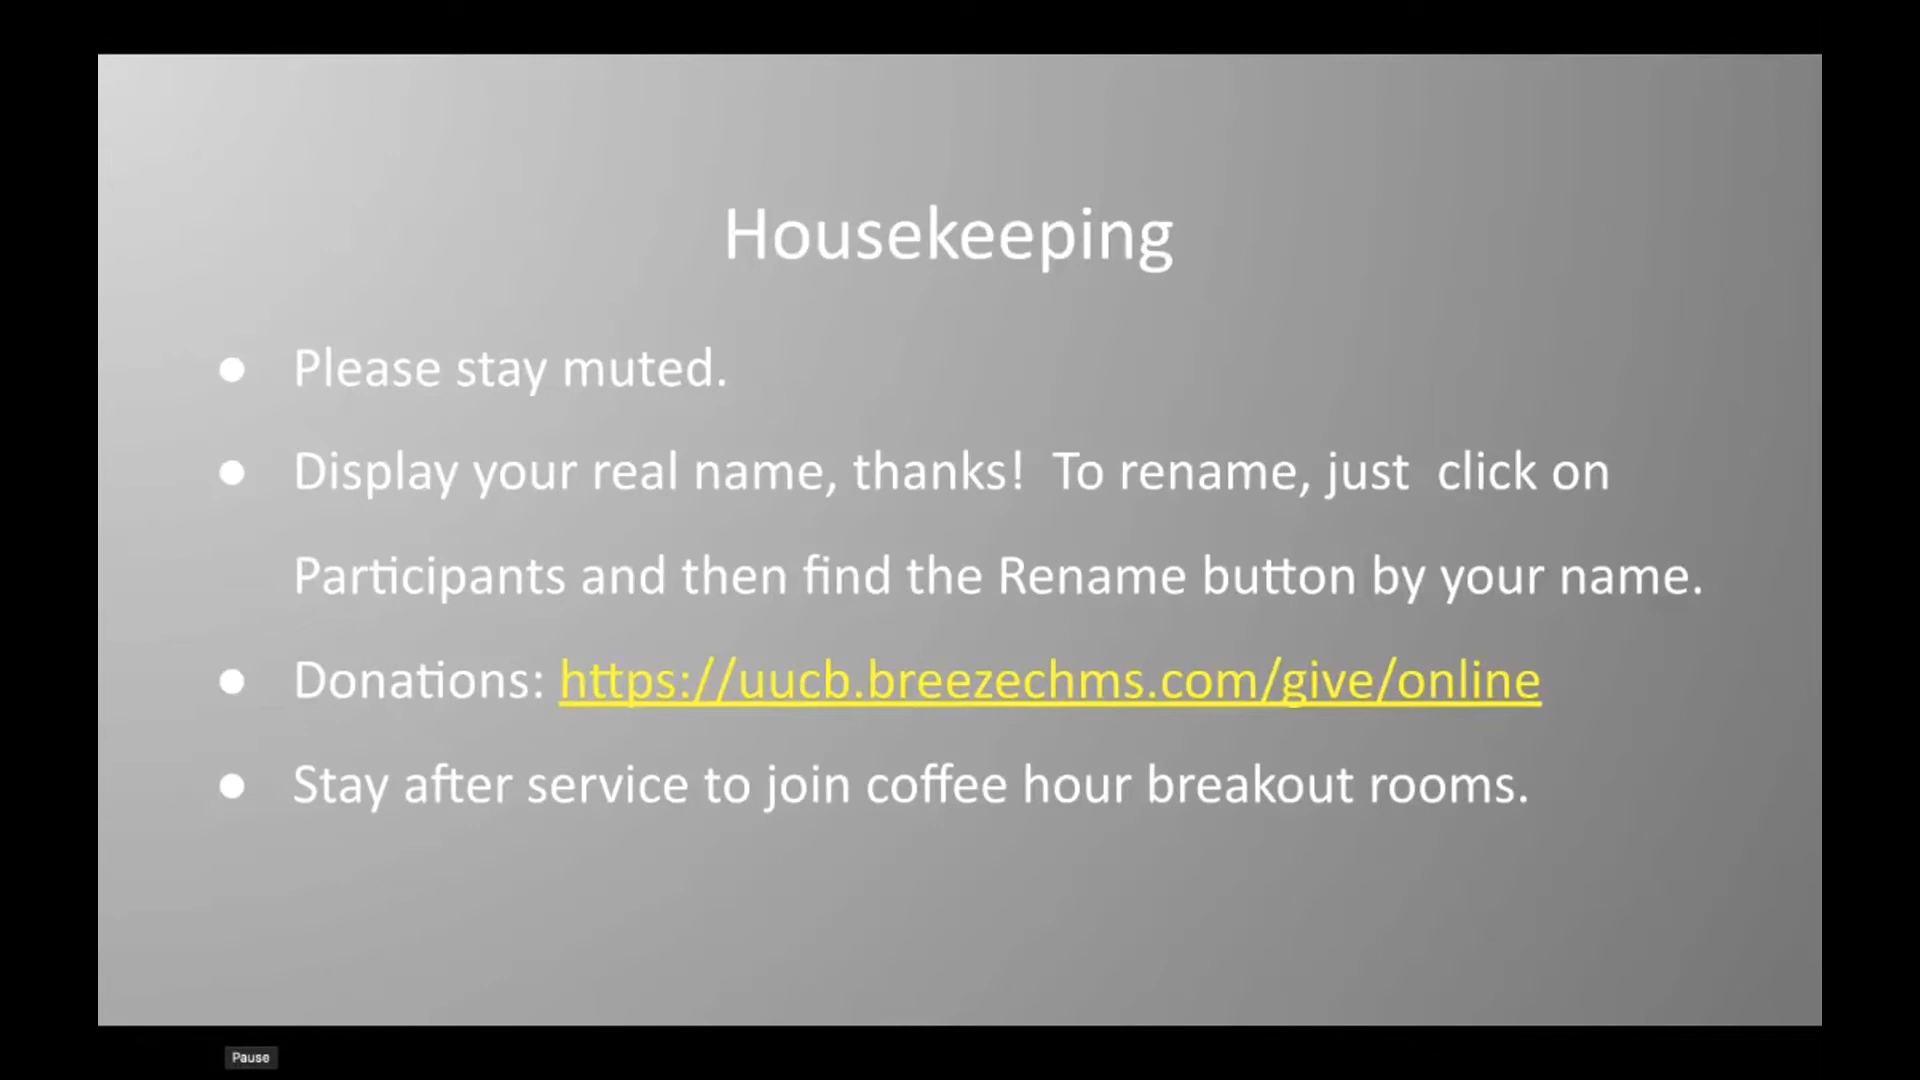 Housekeeping
● Please stay muted.
● Display your real name, thanks!  To rename, just  click on
Participants and then find the Rename button by your name.
● Donations: https://uucb.breezechms.com/give/online
● Stay after service to join coffee hour breakout rooms.
Pause